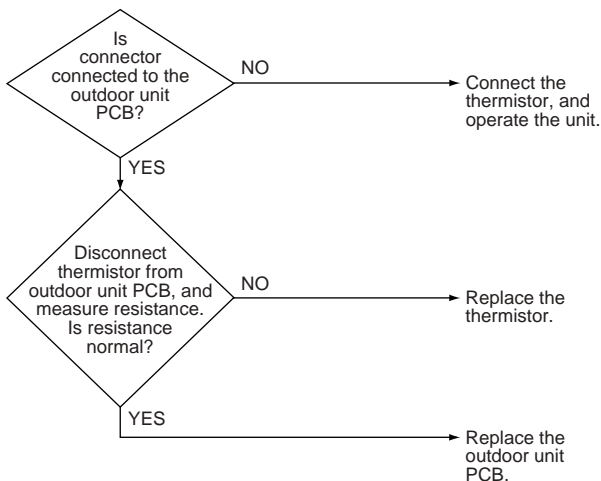 Is
connector
connected to the
outdoor unit
PCB?
NO
Connect the
thermistor, and
operate the unit.
YES
Disconnect
thermistor from
outdoor unit PCB, and
measure resistance.
Is resistance
normal?
NO
Replace the
thermistor.
YES
Replace the
outdoor unit
PCB.